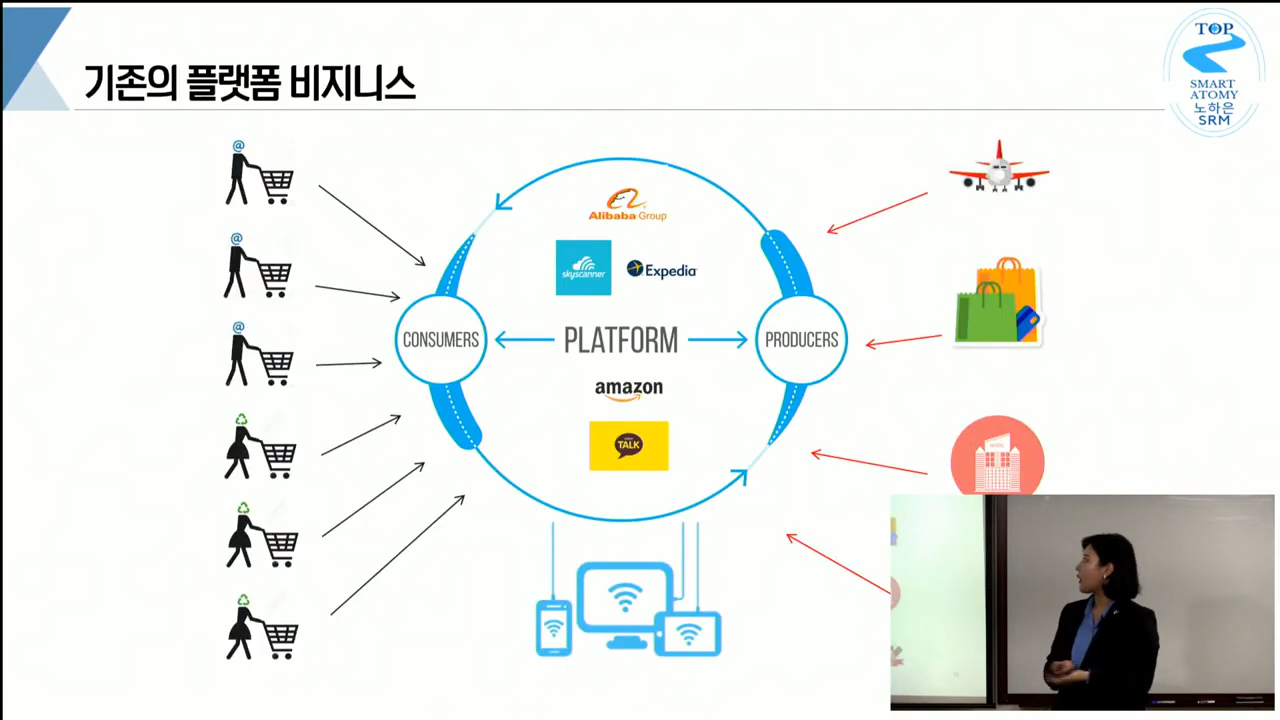 기존의 플랫폼 비지니스
TOP
SMART
ATOMY
노하은
SRM
@
@
@
Alibaba Group
skyscanner
Expedia
CONSUMERS
PLATFORM
PRODUCERS
amazon
TALK